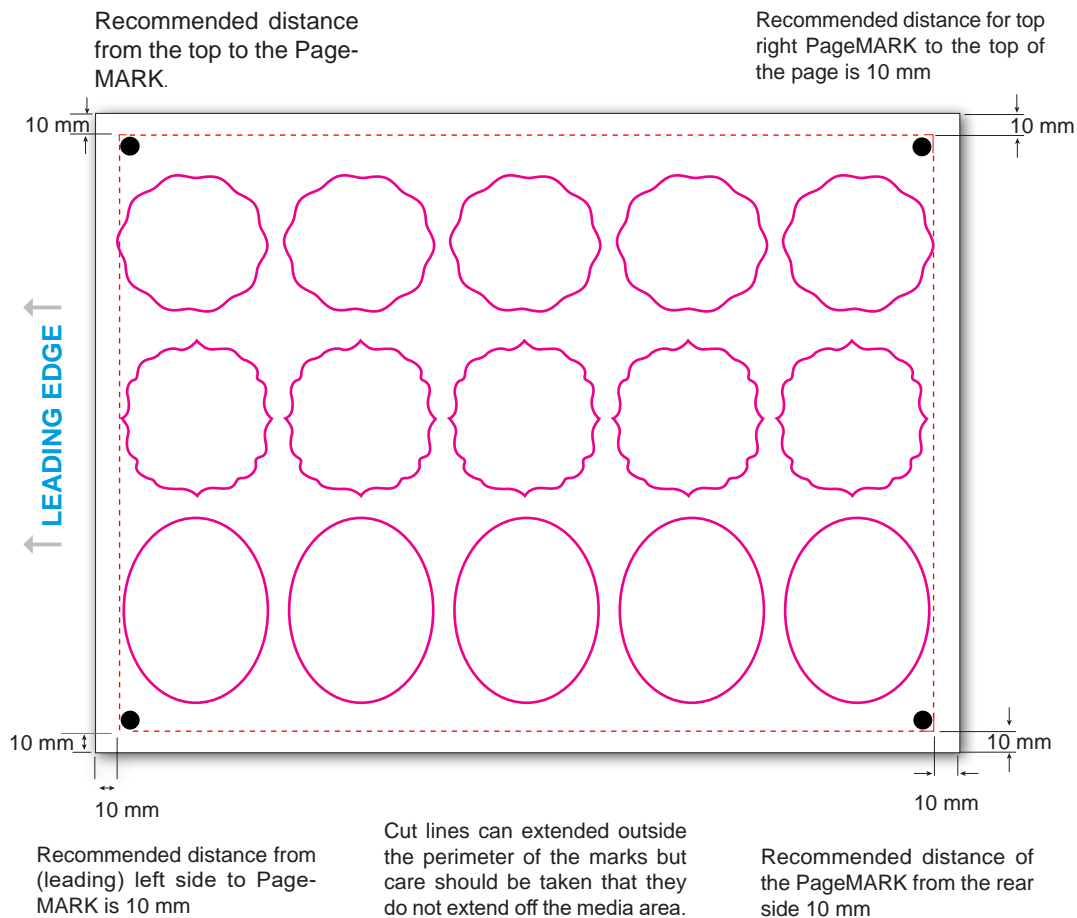 Recommended distance
from the top to the Page-
MARK.
Recommended distance for top
right PageMARK to the top of
the page is 10 mm
10 mm
10 mm
LEADING EDGE
10 mm
10 mm
10 mm
10 mm
Recommended distance from
(leading) left side to Page-
MARK is 10 mm
Cut lines can extended outside
the perimeter of the marks but
care should be taken that they
do not extend off the media area.
Recommended distance of
the PageMARK from the rear
side 10 mm